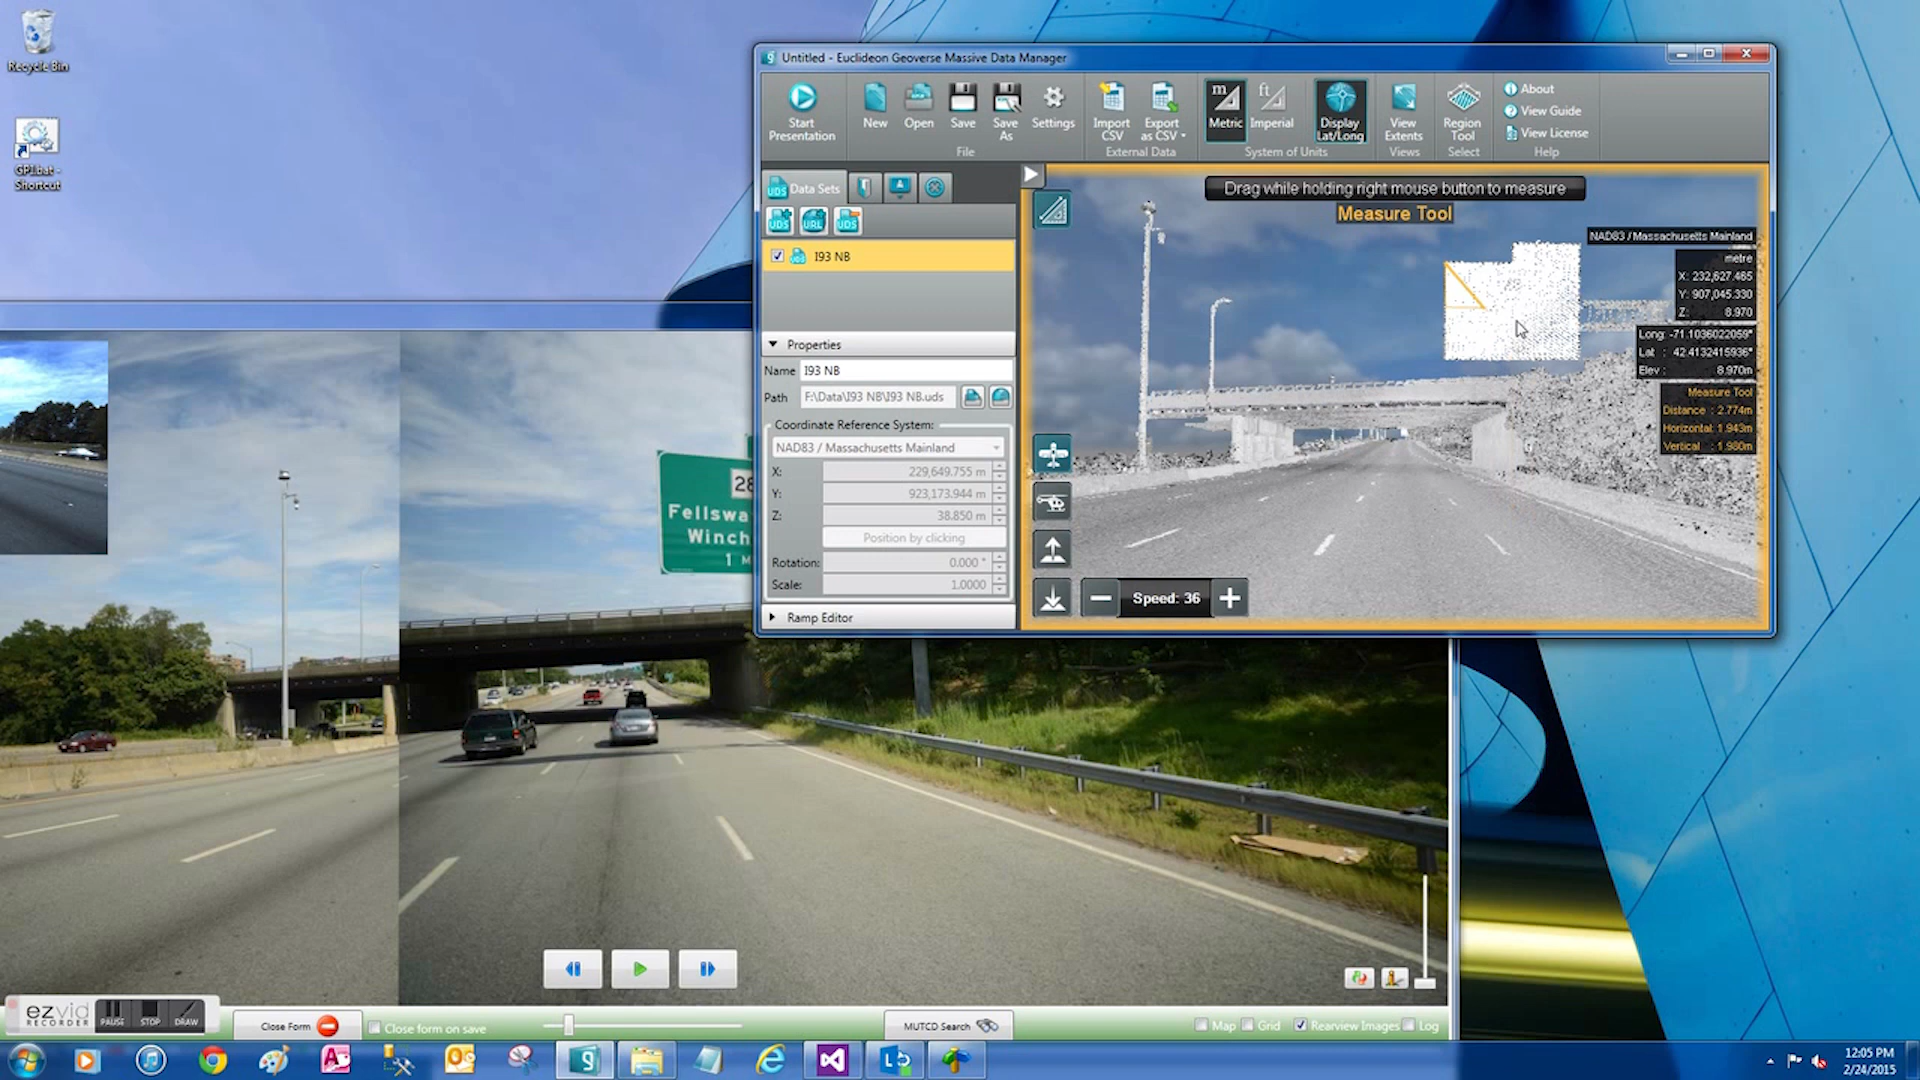 Recycle Bin
GPI.bat -
Shortcut
Untitled - Euclideon Geoverse Massive Data Manager
Start
Presentation
New
Open
Save
Save
As
Settings
File
Import
CSV
Export
as CSV
External Data
m
Metric
ft
Imperial
Display
Lat/Long
System of Units
View
Extents
Views
Region
Tool
Select
About
View Guide
View License
Help
UDS Data Sets
UDS
URL
UDS
I93 NB
Properties
Name I93 NB
Path F:\Data\I93 NB\I93 NB.uds
Coordinate Reference System:
NAD83 / Massachusetts Mainland
X: 229,649.755 m
Y: 923,173.944 m
Z: 38.850 m
Position by clicking
Rotation: 0.000 °
Scale: 1.0000
Ramp Editor
Drag while holding right mouse button to measure
Measure Tool
NAD83 / Massachusetts Mainland
metre
X: 232,627.465
Y: 907,045.330
Z: 8.970
Long: -71.1036022059°
Lat : 42.4132415936°
Elev : 8.970m
Measure Tool
Distance : 2.774m
Horizontal: 1.943m
Vertical : 1.980m
Speed: 36
28
Fellswa
Winch
1 M
ezvid
RECORDER
PAUSE
STOP
DRAW
Close Form
Close form on save
MUTCD Search
Map
Grid
Rearview Images
Log
12:05 PM
2/24/2015